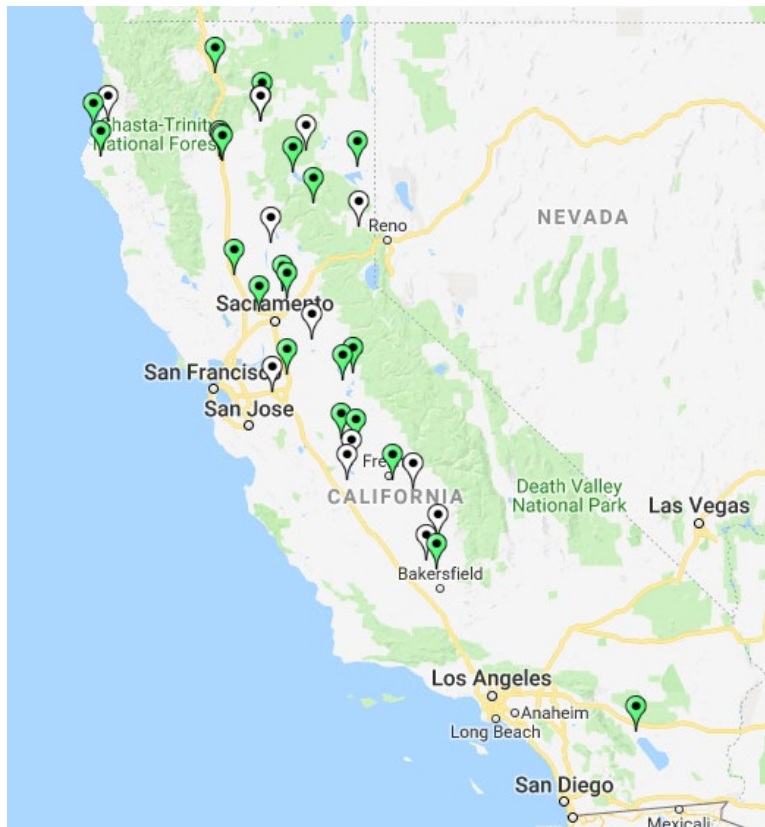 Shasta-Trinity
National Forest
Reno
NEVADA
Sacramento
San Francisco
San Jose
Fre
CALIFORNIA
Death Valley
National Park
Las Vegas
Bakersfield
Los Angeles
Anaheim
Long Beach
San Diego
Mexicali